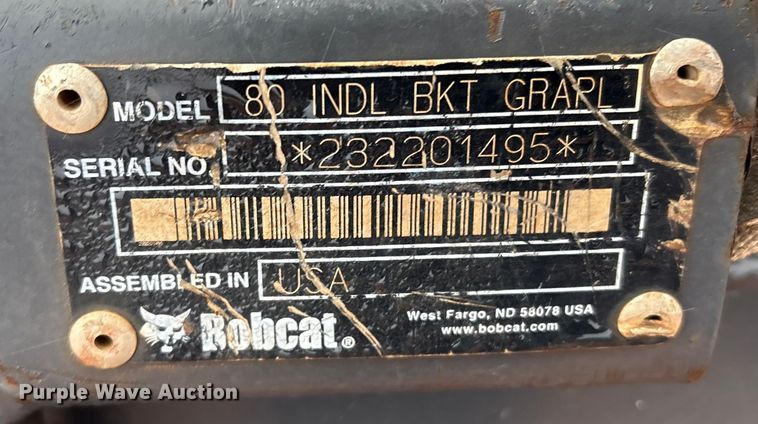 MODEL 80 INDL BKT GRAPL
SERIAL NO. *232201495*
ASSEMBLED IN USA
Bobcat®
West Fargo, ND 58078 USA
www.bobcat.com
Purple Wave Auction